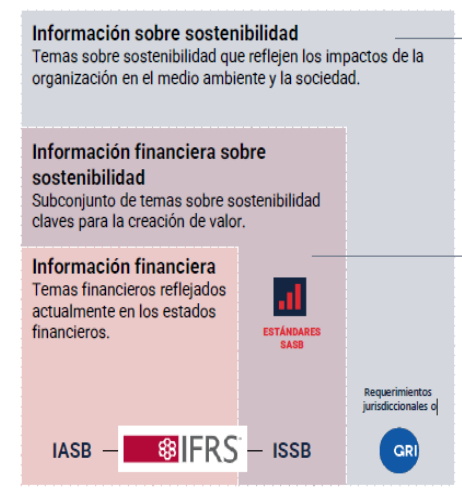 Información sobre sostenibilidad
Temas sobre sostenibilidad que reflejen los impactos de la
organización en el medio ambiente y la sociedad.
Información financiera sobre
sostenibilidad
Subconjunto de temas sobre sostenibilidad
claves para la creación de valor.
Información financiera
Temas financieros reflejados
actualmente en los estados
financieros.
ESTÁNDARES
SASB
Requerimientos
jurisdiccionales o
IASB
IFRS
ISSB
GRI